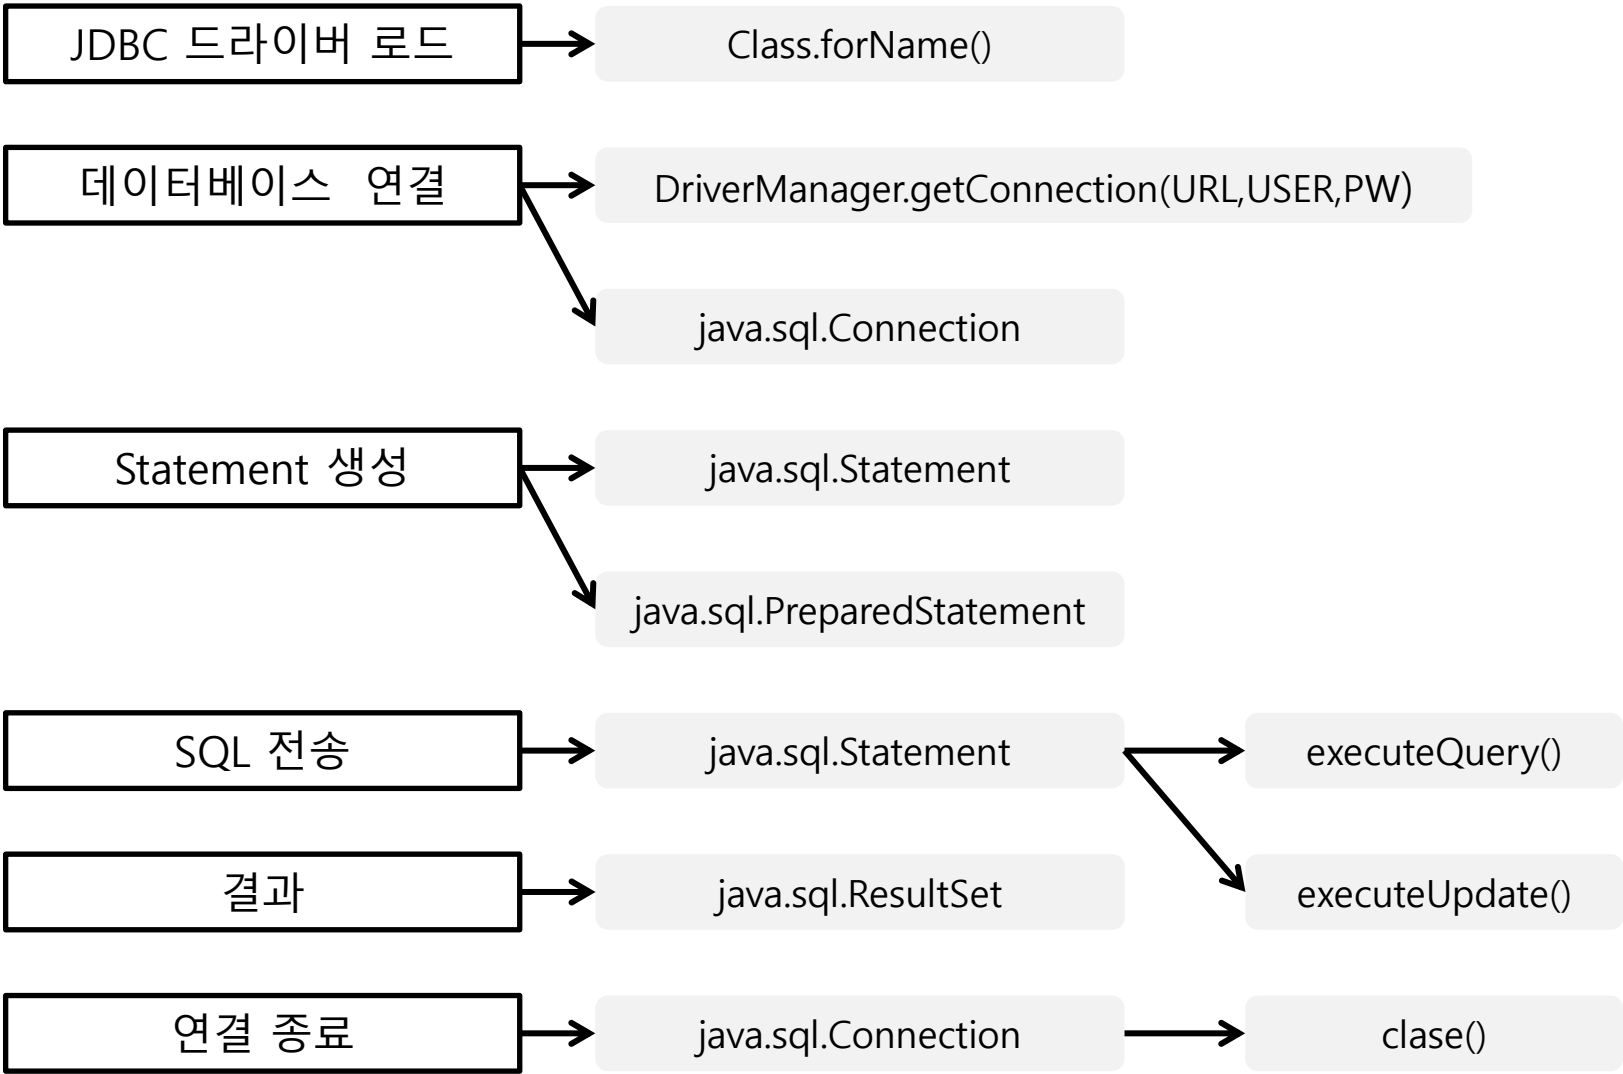 JDBC 드라이버 로드
Class.forName()
데이터베이스 연결
DriverManager.getConnection(URL,USER,PW)
java.sql.Connection
Statement 생성
java.sql.Statement
java.sql.PreparedStatement
SQL 전송
java.sql.Statement
executeQuery()
결과
java.sql.ResultSet
executeUpdate()
연결 종료
java.sql.Connection
clase()